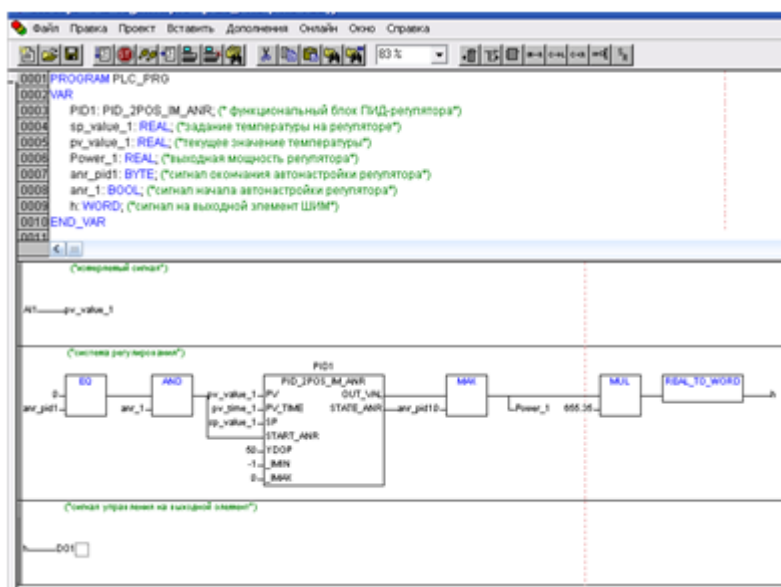 Файл Правка Проект Вставить Дополнения Онлайн Окно Справка
83 %
0001 PROGRAM PLC_PRG
0002 VAR
0003 PID1: PID_2POS_IM_ANR; (* функциональный блок ПИД-регулятора*)
0004 sp_value_1: REAL; (*задание температуры на регуляторе*)
0005 pv_value_1: REAL; (*текущее значение температуры*)
0006 Power_1: REAL; (*выходная мощность регулятора*)
0007 anr_pid1: BYTE; (*сигнал окончания автонастройки регулятора*)
0008 anr_1: BOOL; (*сигнал начала автонастройки регулятора*)
0009 h: WORD; (*сигнал на выходной элемент ШИМ*)
0010 END_VAR
0011
(*измеряемый сигнал*)
AI1 pv_value_1
(*система регулирования*)
PID1
EQ AND PID_2POS_IM_ANR MAX MUL REAL_TO_WORD
0 pv_value_1 PV OUT_VAL h
anr_pid1 anr_1 pv_time_1 PV_TIME STATE_ANR anr_pid1 0 Power_1 655.35
sp_value_1 SP
START_ANR
50 YDOP
-1 _IMIN
0 _IMAX
(*сигнал управления на выходной элемент*)
h DO1